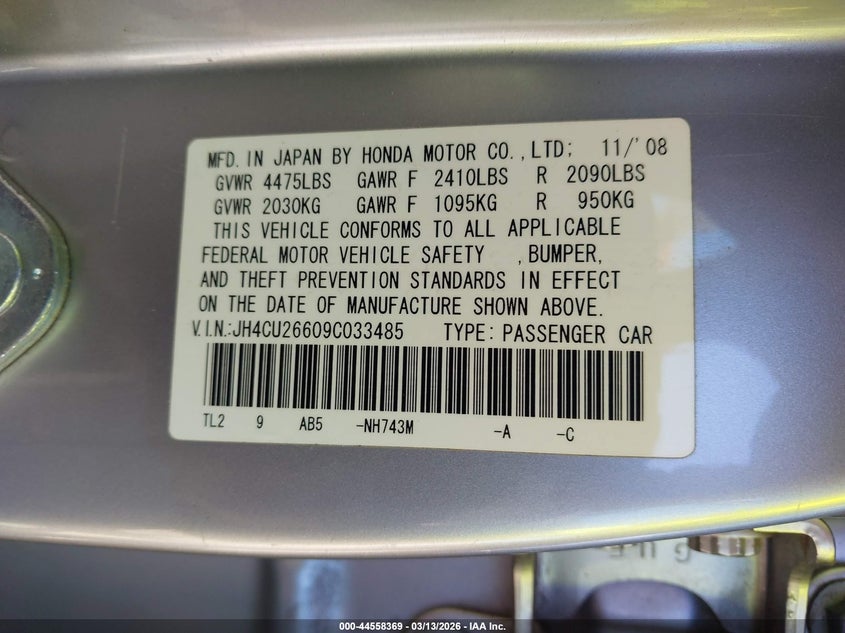 MFD. IN JAPAN BY HONDA MOTOR CO., LTD; 11/'08
GVWR 4475LBS GAWR F 2410LBS R 2090LBS
GVWR 2030KG GAWR F 1095KG R 950KG
THIS VEHICLE CONFORMS TO ALL APPLICABLE
FEDERAL MOTOR VEHICLE SAFETY , BUMPER,
AND THEFT PREVENTION STANDARDS IN EFFECT
ON THE DATE OF MANUFACTURE SHOWN ABOVE.
V.I.N.:JH4CU26609C033485 TYPE: PASSENGER CAR
TL2 9 AB5 -NH743M -A -C
000-44558369 - 03/13/2026 - IAA Inc.